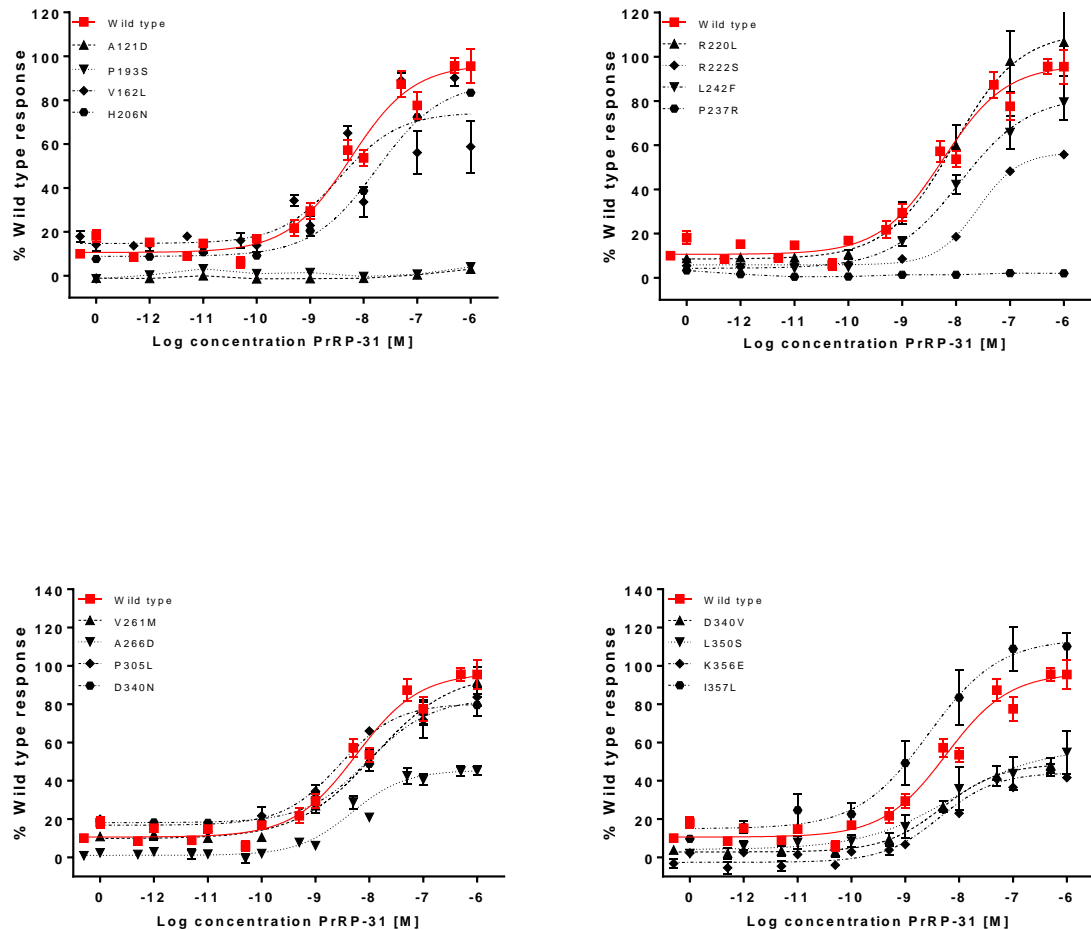 % Wild type response
120
100
80
60
40
20
0
Wild type
A121D
P193S
V162L
H206N
0 -12 -11 -10 -9 -8 -7 -6
Log concentration PrRP-31 [M]
% Wild type response
120
100
80
60
40
20
0
Wild type
R220L
R222S
L242F
P237R
0 -12 -11 -10 -9 -8 -7 -6
Log concentration PrRP-31 [M]
% Wild type response
140
120
100
80
60
40
20
0
Wild type
V261M
A266D
P305L
D340N
0 -12 -11 -10 -9 -8 -7 -6
Log concentration PrRP-31 [M]
% Wild type response
140
120
100
80
60
40
20
0
Wild type
D340V
L350S
K356E
I357L
0 -12 -11 -10 -9 -8 -7 -6
Log concentration PrRP-31 [M]